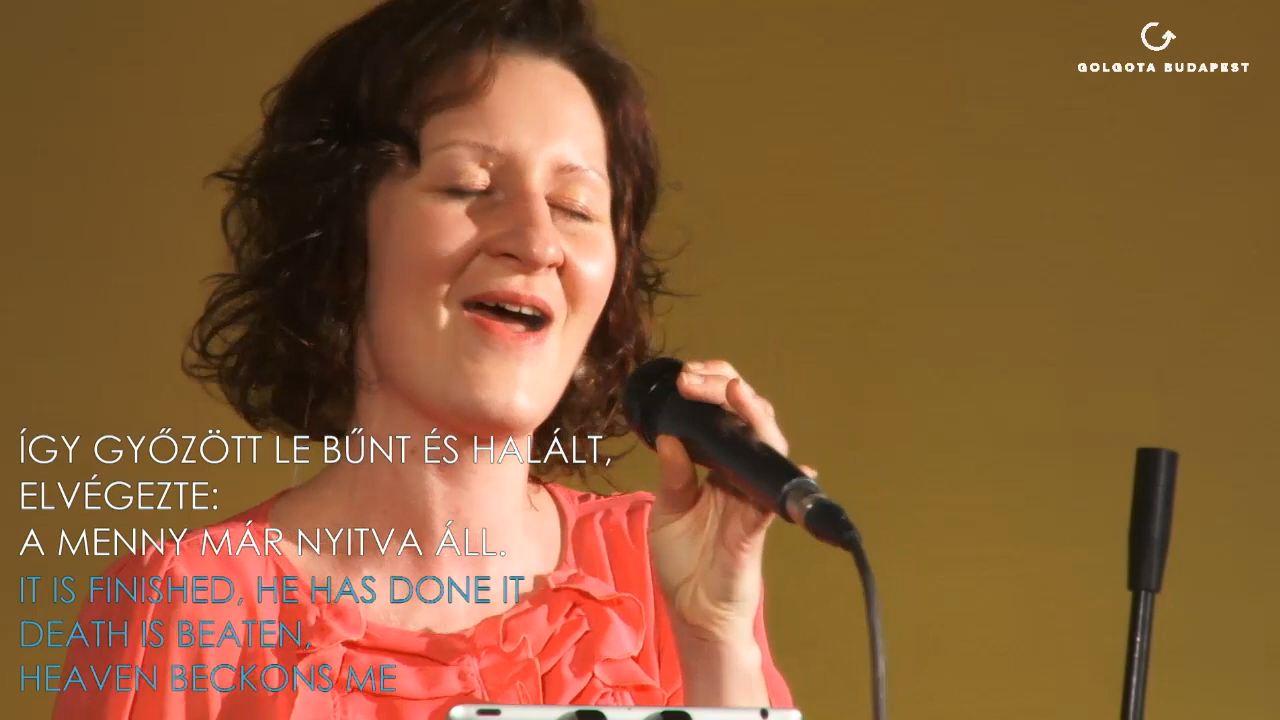 GOLGOTA BUDAPEST
ÍGY GYŐZÖTT LE BŰNT ÉS HALÁLT,
ELVÉGEZTE:
A MENNY MÁR NYITVA ÁLL.
IT IS FINISHED, HE HAS DONE IT
DEATH IS BEATEN,
HEAVEN BECKONS ME